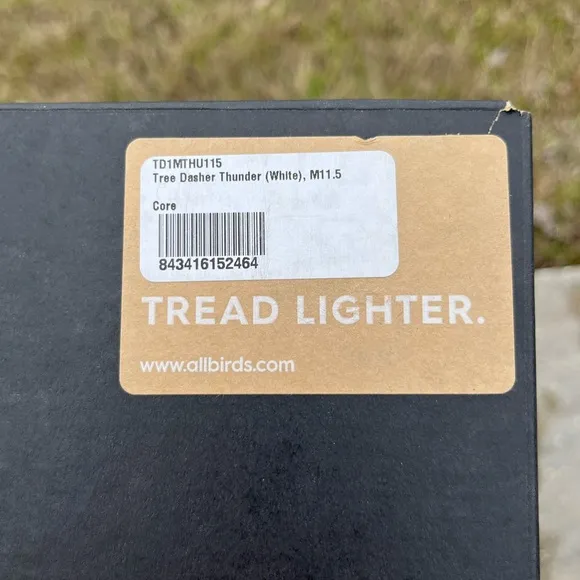 TD1MTHU115
Tree Dasher Thunder (White), M11.5
Core
843416152464
TREAD LIGHTER.
www.allbirds.com